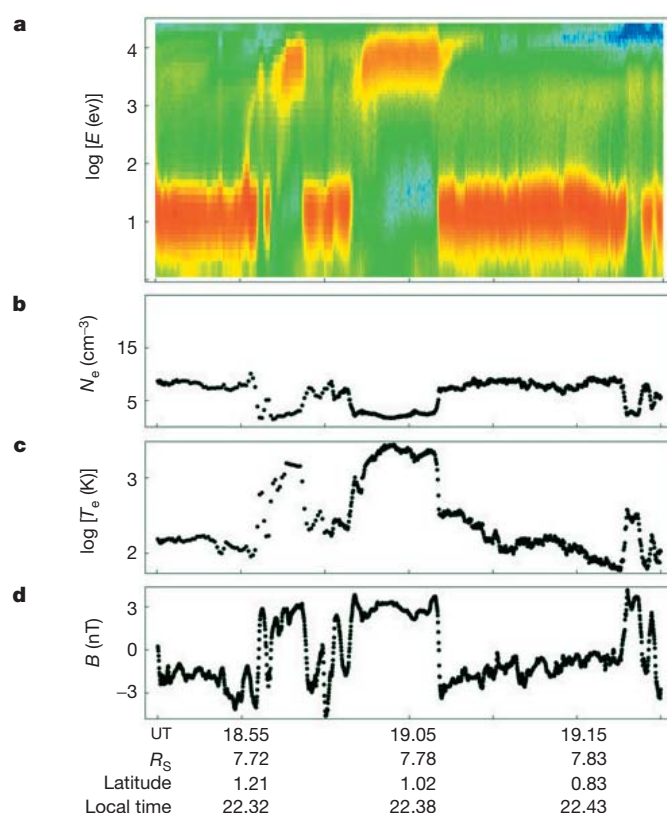 a
4
3
2
1
log [E (ev)]
b
15
5
Nₑ (cm⁻³)
c
3
2
log [Tₑ (K)]
d
3
0
−3
B (nT)
UT 18.55 19.05 19.15
R_S 7.72 7.78 7.83
Latitude 1.21 1.02 0.83
Local time 22.32 22.38 22.43